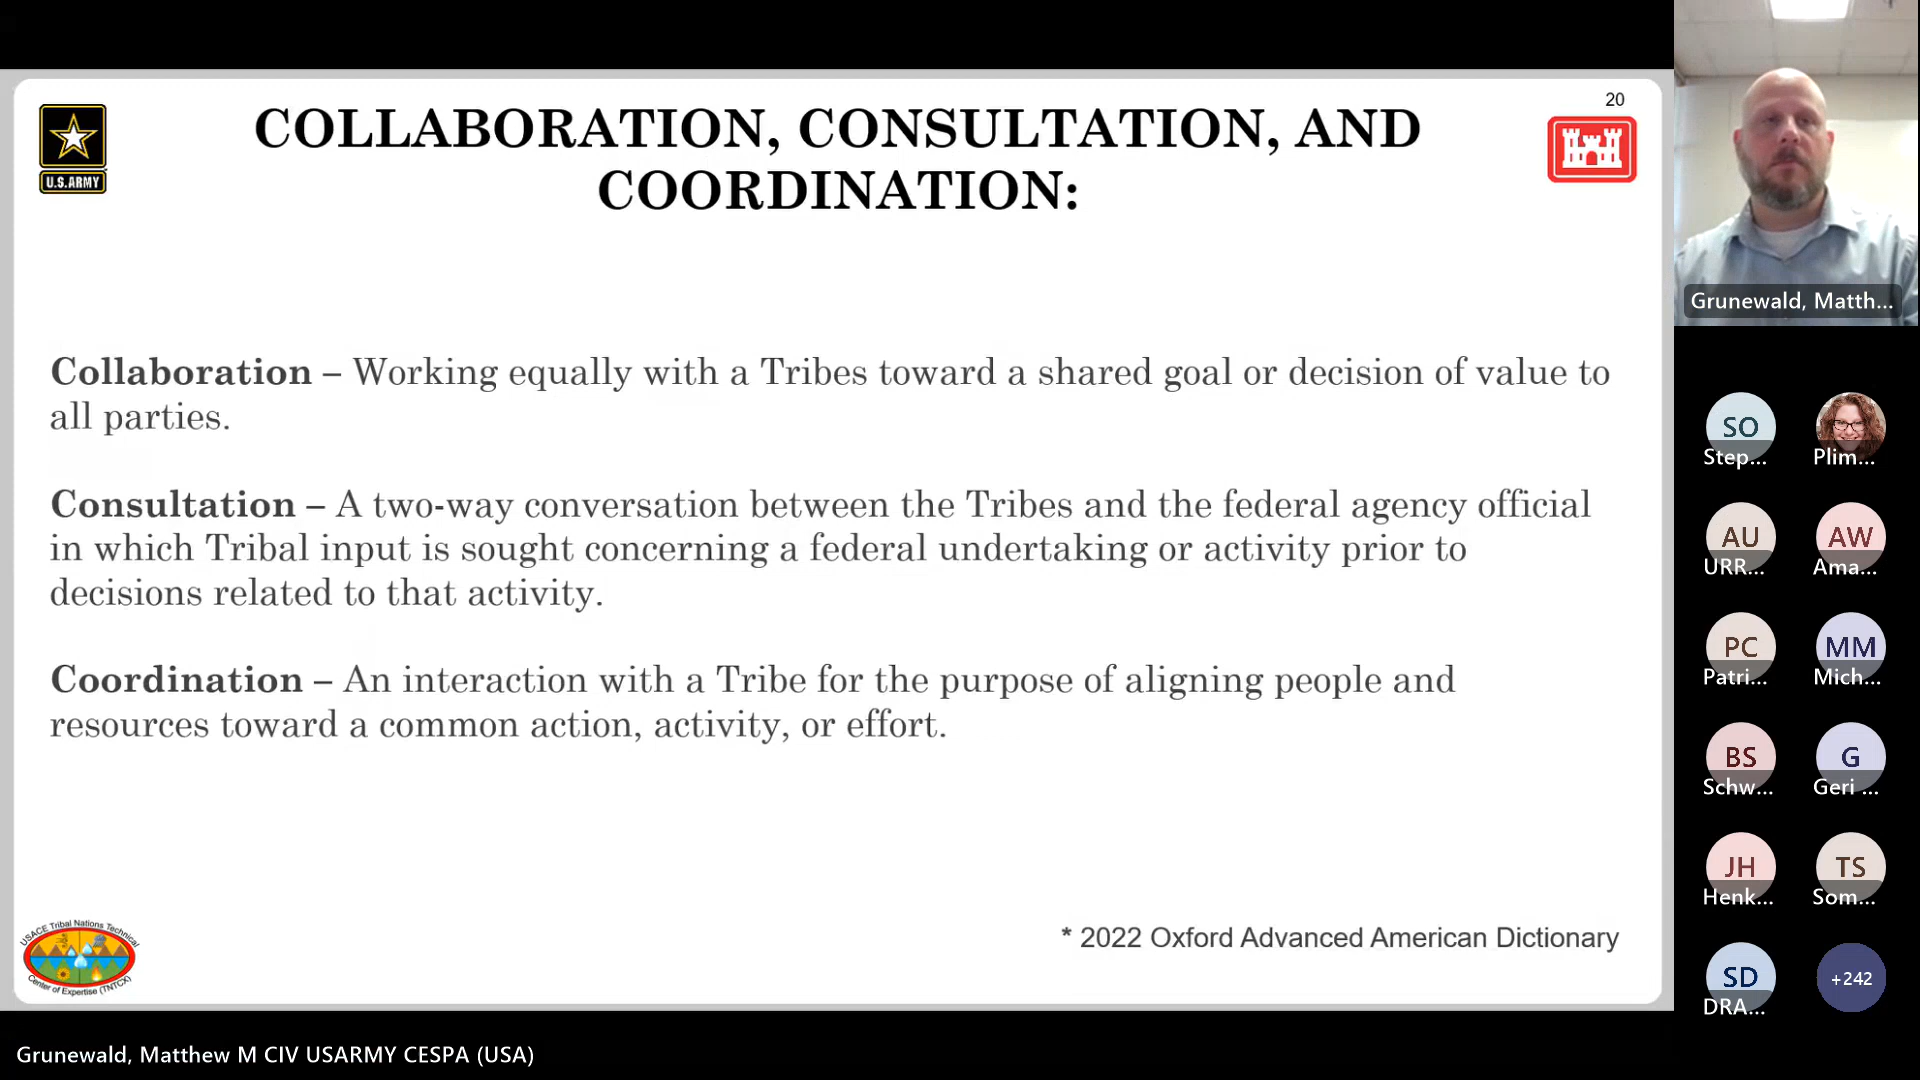 COLLABORATION, CONSULTATION, AND
COORDINATION:
20
U.S.ARMY
Collaboration – Working equally with a Tribes toward a shared goal or decision of value to
all parties.
Consultation – A two-way conversation between the Tribes and the federal agency official
in which Tribal input is sought concerning a federal undertaking or activity prior to
decisions related to that activity.
Coordination – An interaction with a Tribe for the purpose of aligning people and
resources toward a common action, activity, or effort.
* 2022 Oxford Advanced American Dictionary
USACE Tribal Nations Technical
Center of Expertise (TNTCX)
Grunewald, Matthew M CIV USARMY CESPA (USA)
Grunewald, Matth...
SO
Step...
Plim...
AU
URR...
AW
Ama...
PC
Patri...
MM
Mich...
BS
Schw...
G
Geri ...
JH
Henk...
TS
Som...
SD
DRA...
+242